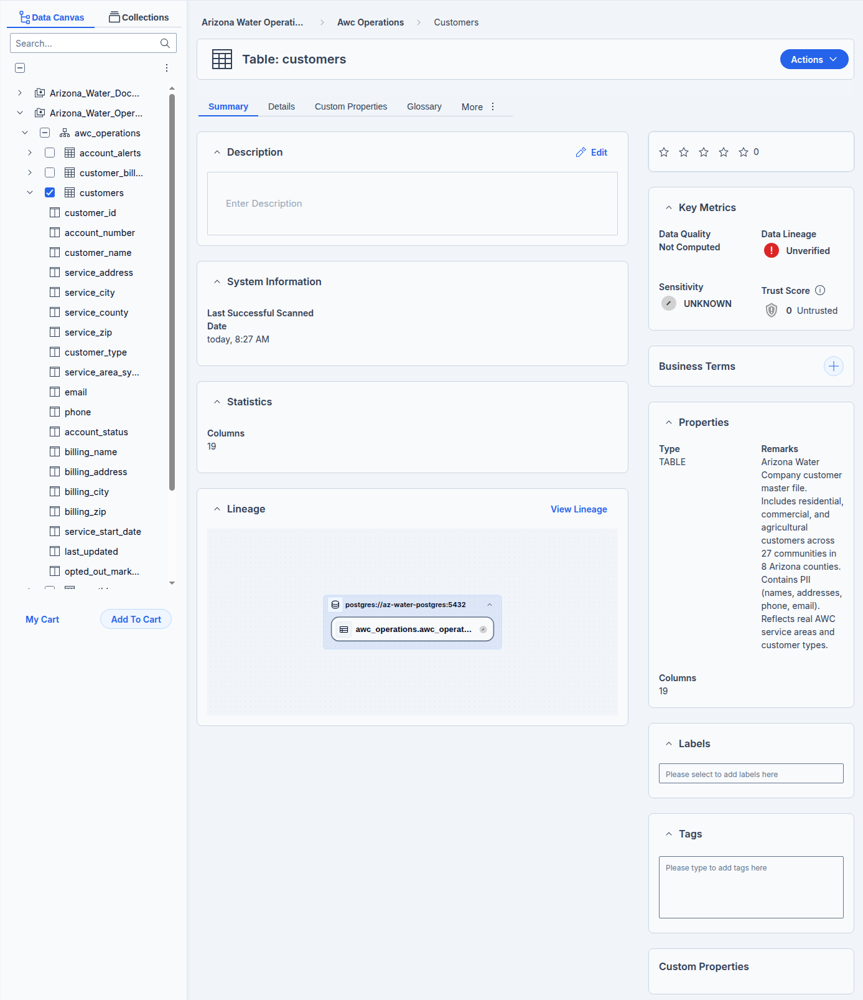 Data Canvas
Collections
Search...
Arizona_Water_Doc...
Arizona_Water_Oper...
awc_operations
account_alerts
customer_bill...
customers
customer_id
account_number
customer_name
service_address
service_city
service_county
service_zip
customer_type
service_area_sy...
email
phone
account_status
billing_name
billing_address
billing_city
billing_zip
service_start_date
last_updated
opted_out_mark...
My Cart
Add To Cart
Arizona Water Operati...
Awc Operations
Customers
Table: customers
Actions
Summary
Details
Custom Properties
Glossary
More
Description
Edit
Enter Description
System Information
Last Successful Scanned
Date
today, 8:27 AM
Statistics
Columns
19
Lineage
View Lineage
postgres://az-water-postgres:5432
awc_operations.awc_operat...
0
Key Metrics
Data Quality
Not Computed
Data Lineage
Unverified
Sensitivity
UNKNOWN
Trust Score
0 Untrusted
Business Terms
Properties
Type
TABLE
Remarks
Arizona Water
Company customer
master file.
Includes residential,
commercial, and
agricultural
customers across
27 communities in
8 Arizona counties.
Contains PII
(names, addresses,
phone, email).
Reflects real AWC
service areas and
customer types.
Columns
19
Labels
Please select to add labels here
Tags
Please type to add tags here
Custom Properties